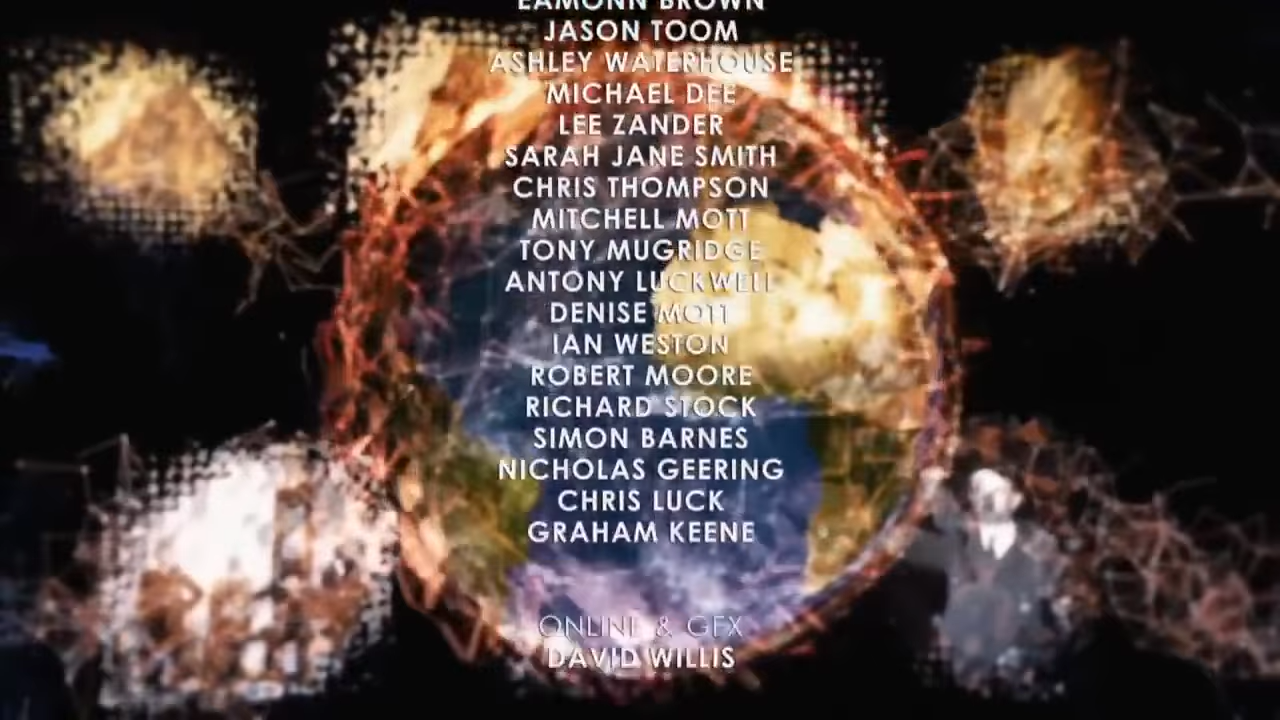 EAMONN BROWN
JASON TOOM
ASHLEY WATERHOUSE
MICHAEL DEE
LEE ZANDER
SARAH JANE SMITH
CHRIS THOMPSON
MITCHELL MOTT
TONY MUGRIDGE
ANTONY LUCKWELL
DENISE MOTT
IAN WESTON
ROBERT MOORE
RICHARD STOCK
SIMON BARNES
NICHOLAS GEERING
CHRIS LUCK
GRAHAM KEENE
ONLINE & GFX
DAVID WILLIS